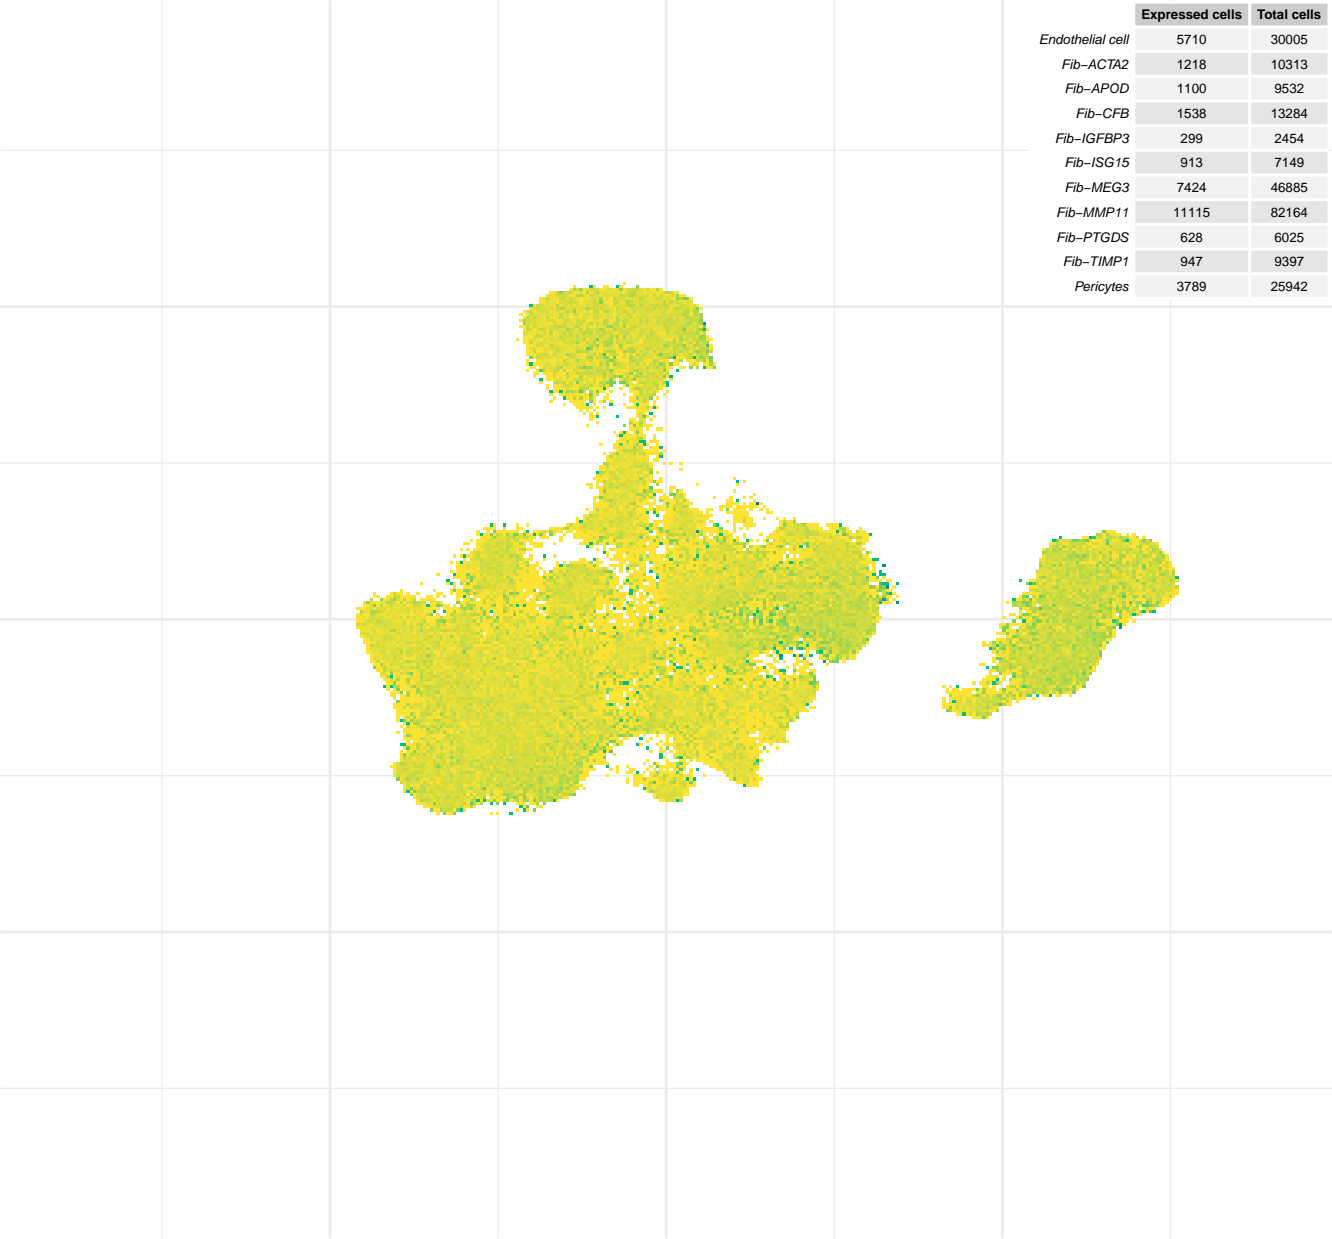 Expressed cells Total cells
Endothelial cell 5710 30005
Fib−ACTA2 1218 10313
Fib−APOD 1100 9532
Fib−CFB 1538 13284
Fib−IGFBP3 299 2454
Fib−ISG15 913 7149
Fib−MEG3 7424 46885
Fib−MMP11 11115 82164
Fib−PTGDS 628 6025
Fib−TIMP1 947 9397
Pericytes 3789 25942